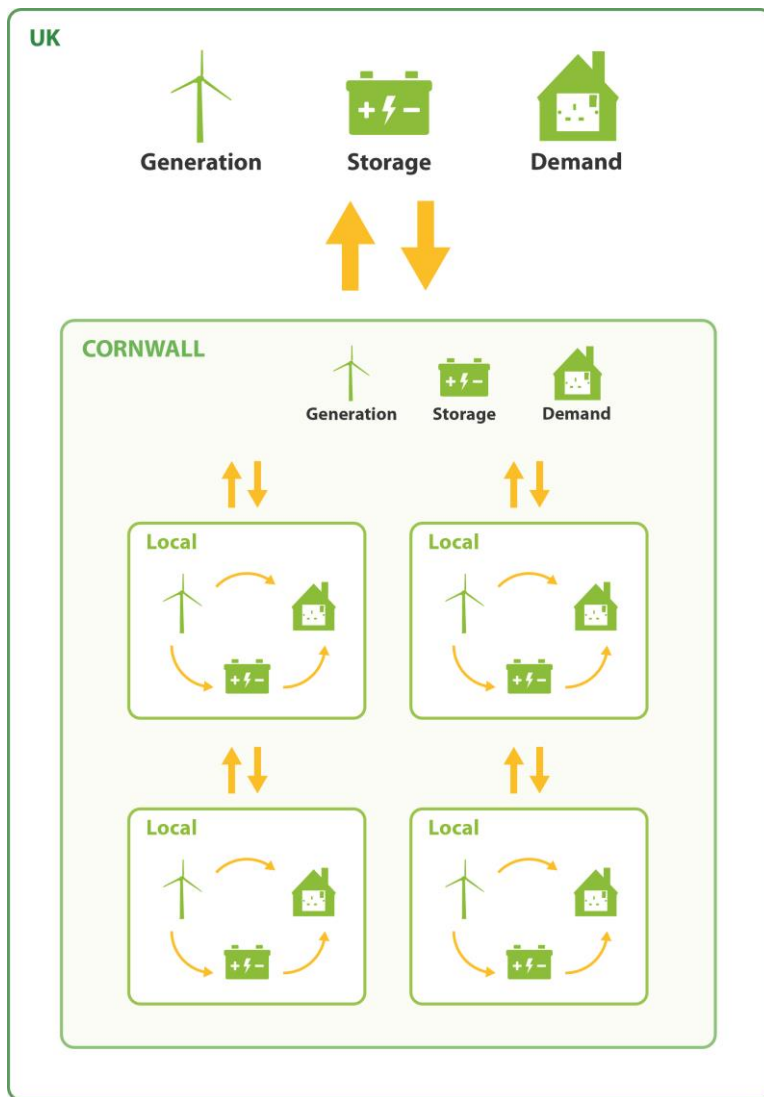 UK
Generation
Storage
Demand
CORNWALL
Generation
Storage
Demand
Local
Local
Local
Local